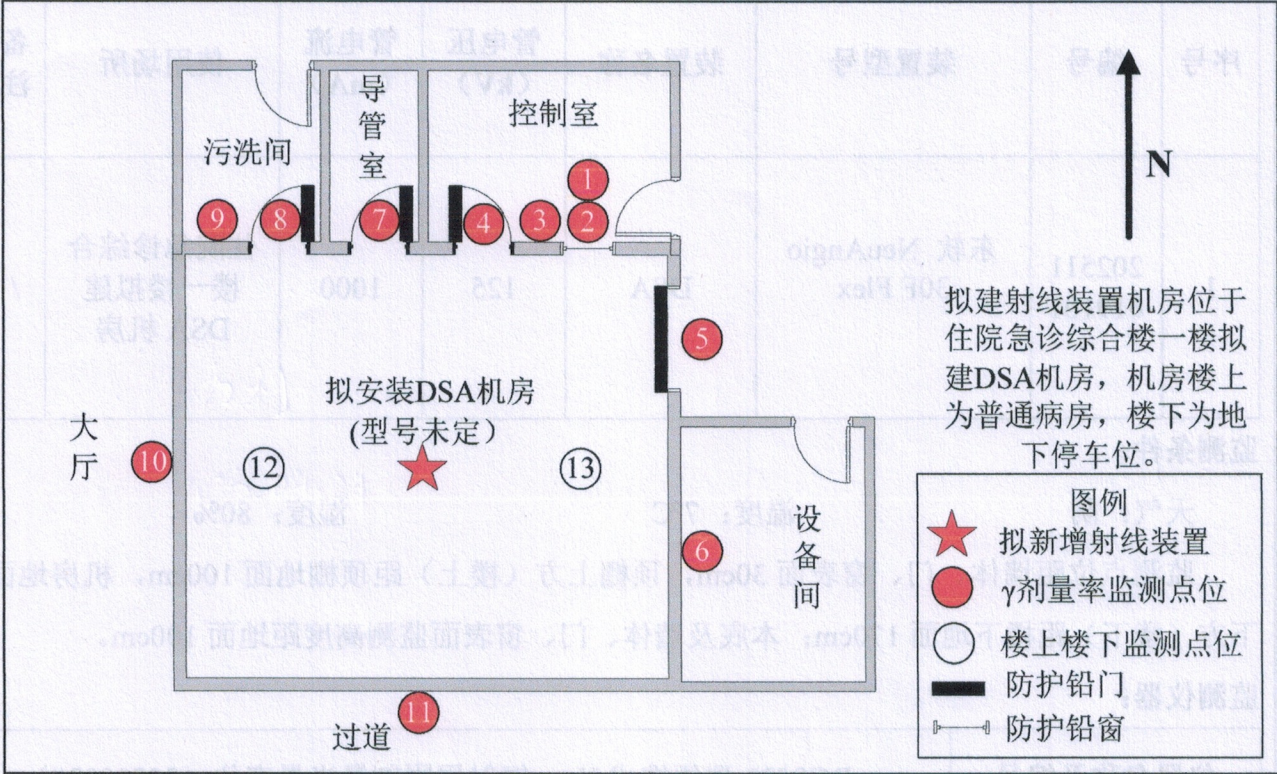 导管室
控制室
污洗间
1
2
3
4
7
8
9
N
5
拟建射线装置机房位于
住院急诊综合楼一楼拟
建DSA机房，机房楼上
为普通病房，楼下为地
下停车位。
拟安装DSA机房
(型号未定）
大厅
10
12
13
6
设备间
图例
拟新增射线装置
γ剂量率监测点位
楼上楼下监测点位
防护铅门
防护铅窗
11
过道